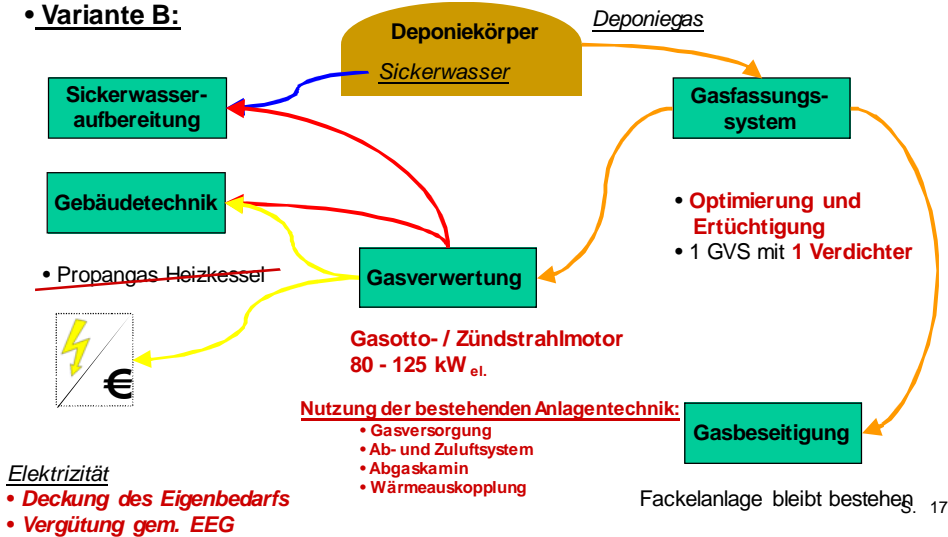 • Variante B:
Deponiekörper
Sickerwasser
Deponiegas
Sickerwasser-
aufbereitung
Gasfassungs-
system
Gebäudetechnik
• Optimierung und
Ertüchtigung
• 1 GVS mit 1 Verdichter
• Propangas Heizkessel
Gasverwertung
€
Gasotto- / Zündstrahlmotor
80 - 125 kW el.
Nutzung der bestehenden Anlagentechnik:
• Gasversorgung
• Ab- und Zuluftsystem
• Abgaskamin
• Wärmeauskopplung
Gasbeseitigung
Fackelanlage bleibt bestehen
Elektrizität
• Deckung des Eigenbedarfs
• Vergütung gem. EEG
S. 17